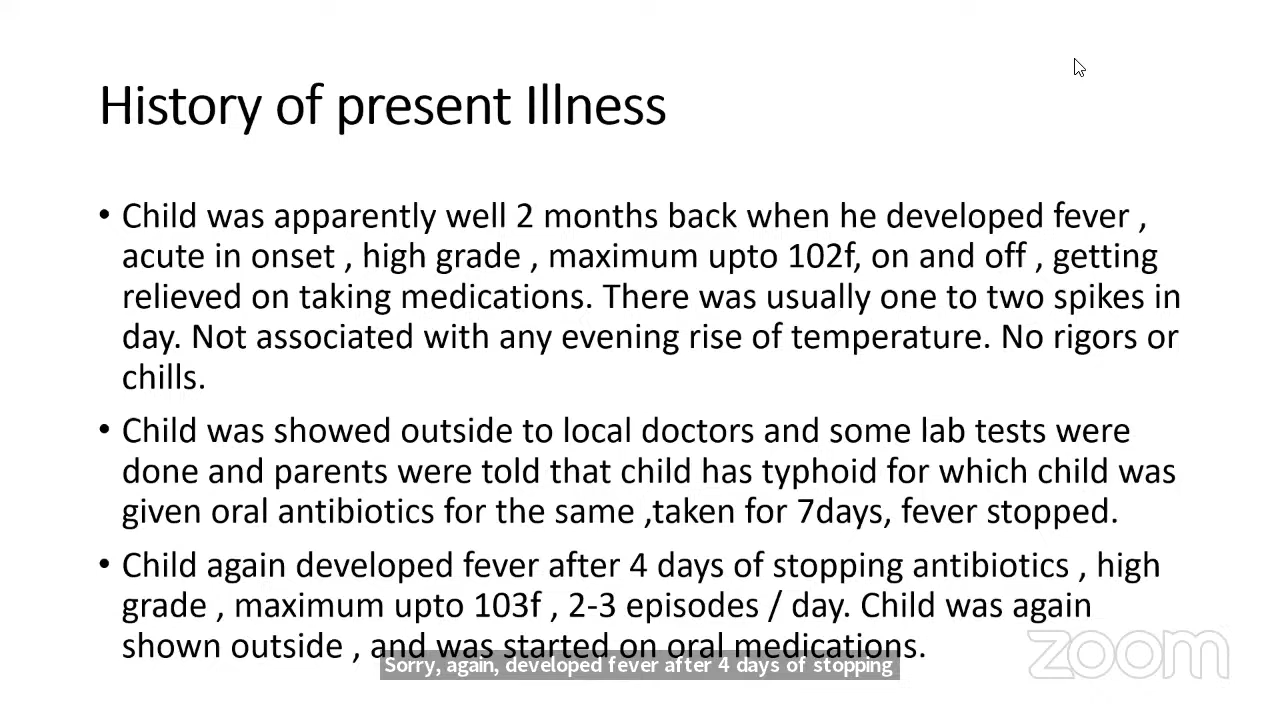 History of present Illness
• Child was apparently well 2 months back when he developed fever ,
acute in onset , high grade , maximum upto 102f, on and off , getting
relieved on taking medications. There was usually one to two spikes in
day. Not associated with any evening rise of temperature. No rigors or
chills.
• Child was showed outside to local doctors and some lab tests were
done and parents were told that child has typhoid for which child was
given oral antibiotics for the same ,taken for 7days, fever stopped.
• Child again developed fever after 4 days of stopping antibiotics , high
grade , maximum upto 103f , 2-3 episodes / day. Child was again
shown outside , and was started on oral medications.
Sorry, again, developed fever after 4 days of stopping
zoom